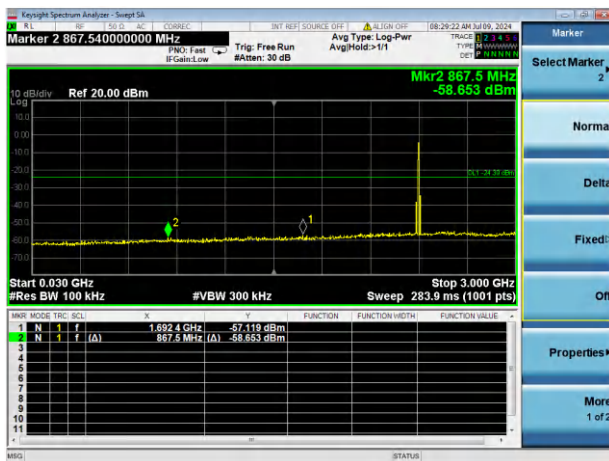 Keysight Spectrum Analyzer - Swept SA
RL RF 50 Ω AC CORREC INT REF SOURCE OFF ALIGN OFF 08:29:22 AM Jul 09, 2024
Marker 2 867.540000000 MHz
PNO: Fast
IFGain:Low
Trig: Free Run
#Atten: 30 dB
Avg Type: Log-Pwr
Avg|Hold:>1/1
TRACE 1 2 3 4 5 6
TYPE M WWWWW
DET P N N N N N
Mkr2 867.5 MHz
-58.653 dBm
10 dB/div Ref 20.00 dBm
Log
10.0
0.00
-10.0
-20.0
DL1 -24.39 dBm
-30.0
-40.0
-50.0
2
1
-60.0
-70.0
Start 0.030 GHz
Stop 3.000 GHz
#Res BW 100 kHz
#VBW 300 kHz
Sweep 283.9 ms (1001 pts)
MKR MODE TRC SCL X Y FUNCTION FUNCTION WIDTH FUNCTION VALUE
1 N 1 f 1.692 4 GHz -57.119 dBm
2 N 1 f (Δ) 867.5 MHz (Δ) -58.653 dBm
3
4
5
6
7
8
9
10
11
MSG
STATUS
Marker
Select Marker
2
Norma
Delta
Fixed
Off
Properties
More
1 of 2